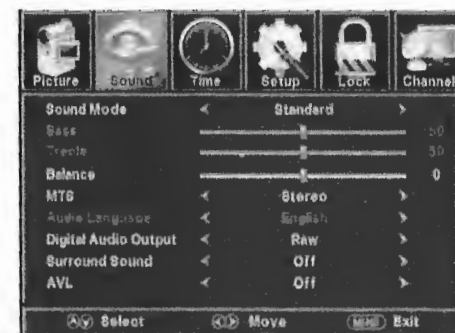 Picture Sound Time Setup Lock Channel
Sound Mode < Standard >
Bass 50
Treble 50
Balance 0
MTS < Stereo >
Audio Language < English >
Digital Audio Output < Raw >
Surround Sound < Off >
AVL < Off >
Select Move MENU Exit